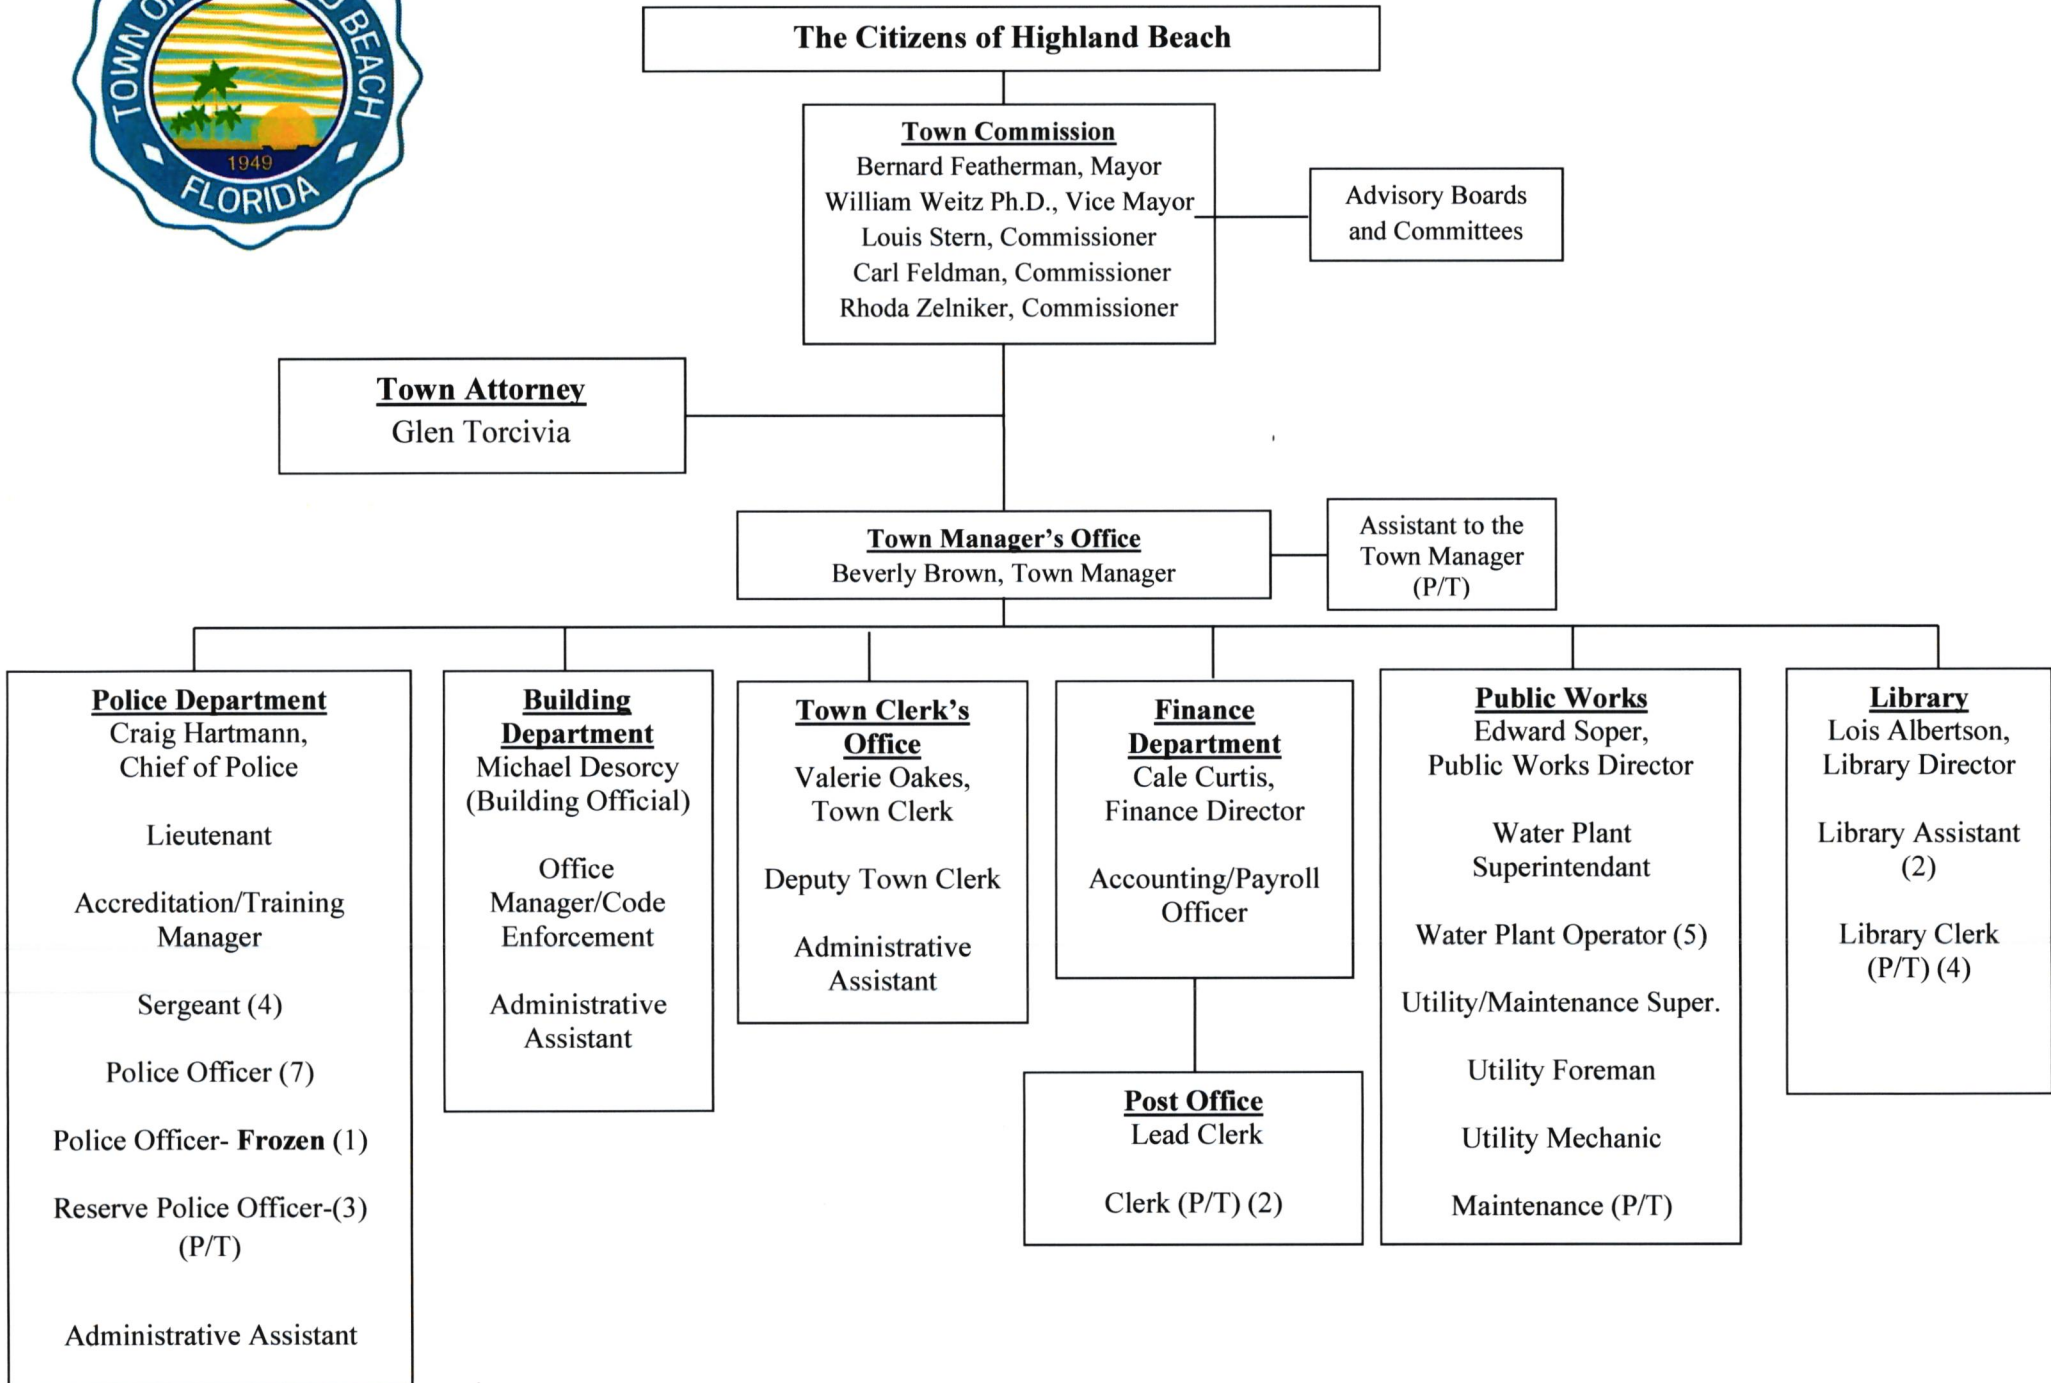 TOWN O
BEACH
1949
FLORIDA
The Citizens of Highland Beach
Town Commission
Bernard Featherman, Mayor
William Weitz Ph.D., Vice Mayor
Louis Stern, Commissioner
Carl Feldman, Commissioner
Rhoda Zelniker, Commissioner
Advisory Boards
and Committees
Town Attorney
Glen Torcivia
Town Manager’s Office
Beverly Brown, Town Manager
Assistant to the
Town Manager
(P/T)
Police Department
Craig Hartmann,
Chief of Police
Lieutenant
Accreditation/Training
Manager
Sergeant (4)
Police Officer (7)
Police Officer- Frozen (1)
Reserve Police Officer-(3)
(P/T)
Administrative Assistant
Building
Department
Michael Desorcy
(Building Official)
Office
Manager/Code
Enforcement
Administrative
Assistant
Town Clerk’s
Office
Valerie Oakes,
Town Clerk
Deputy Town Clerk
Administrative
Assistant
Finance
Department
Cale Curtis,
Finance Director
Accounting/Payroll
Officer
Post Office
Lead Clerk
Clerk (P/T) (2)
Public Works
Edward Soper,
Public Works Director
Water Plant
Superintendant
Water Plant Operator (5)
Utility/Maintenance Super.
Utility Foreman
Utility Mechanic
Maintenance (P/T)
Library
Lois Albertson,
Library Director
Library Assistant
(2)
Library Clerk
(P/T) (4)